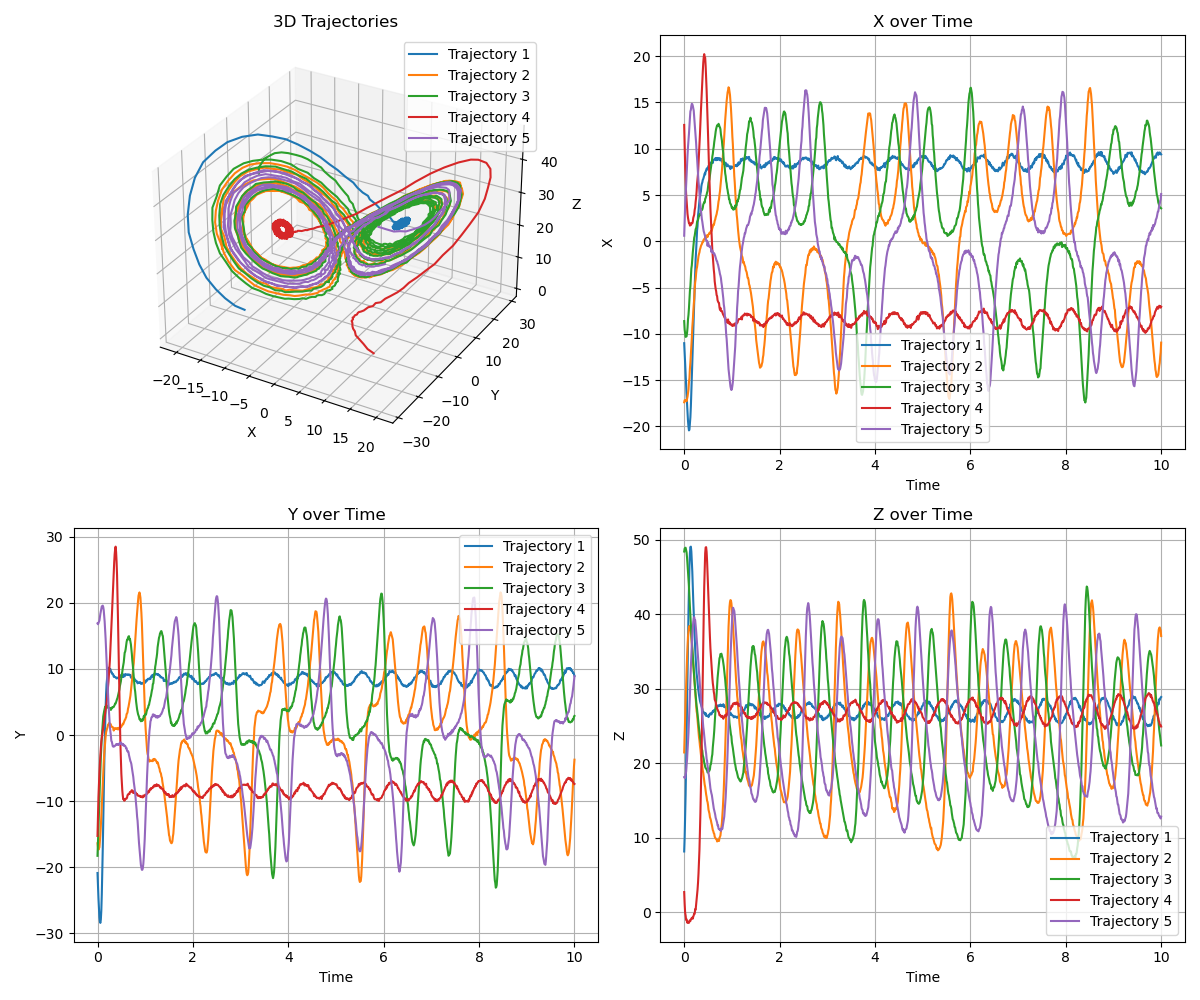 3D Trajectories
Trajectory 1
Trajectory 2
Trajectory 3
Trajectory 4
Trajectory 5
40
30
20
10
0
Z
−20
−15
−10
−5
0
5
10
15
20
X
−30
−20
−10
0
10
20
30
Y
X over Time
20
15
10
5
0
−5
−10
−15
−20
X
Trajectory 1
Trajectory 2
Trajectory 3
Trajectory 4
Trajectory 5
0 2 4 6 8 10
Time
Y over Time
30
20
10
0
−10
−20
−30
Y
Trajectory 1
Trajectory 2
Trajectory 3
Trajectory 4
Trajectory 5
0 2 4 6 8 10
Time
Z over Time
50
40
30
20
10
0
Z
Trajectory 1
Trajectory 2
Trajectory 3
Trajectory 4
Trajectory 5
0 2 4 6 8 10
Time